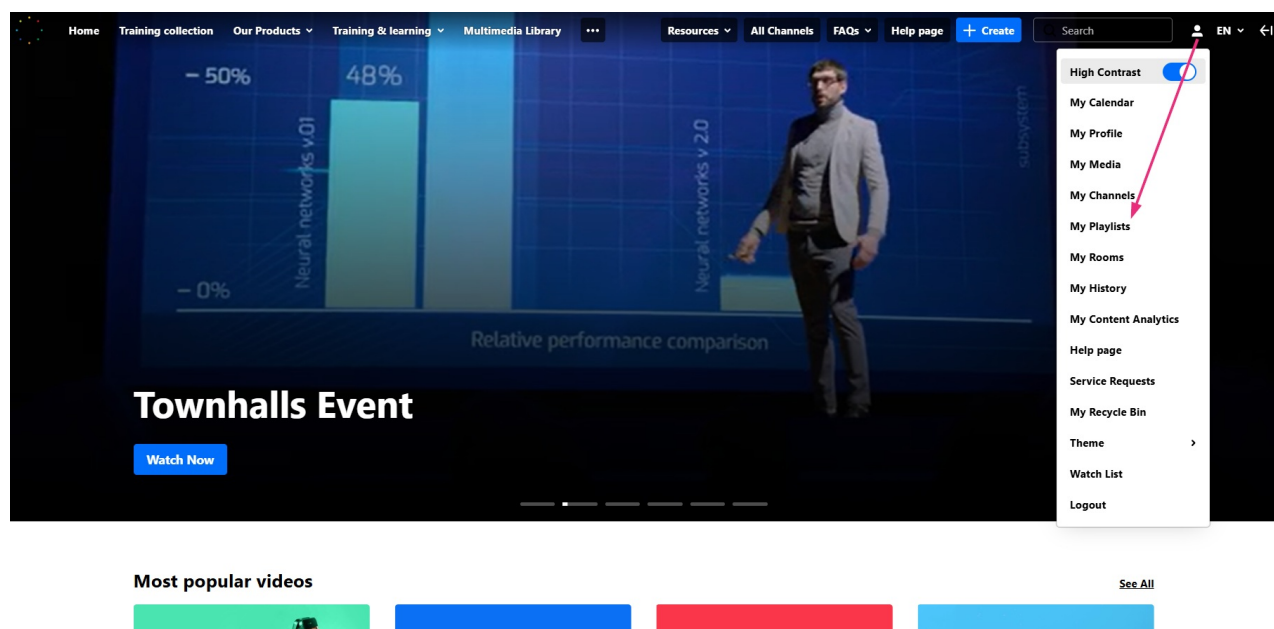 Home Training collection Our Products Training & learning Multimedia Library ... Resources All Channels FAQs Help page + Create Search EN
– 50% 48%
Neural networks v.01
Neural networks v 2.0
subsystem
– 0%
Relative performance comparison
Townhalls Event
Watch Now
High Contrast
My Calendar
My Profile
My Media
My Channels
My Playlists
My Rooms
My History
My Content Analytics
Help page
Service Requests
My Recycle Bin
Theme
Watch List
Logout
Most popular videos See All